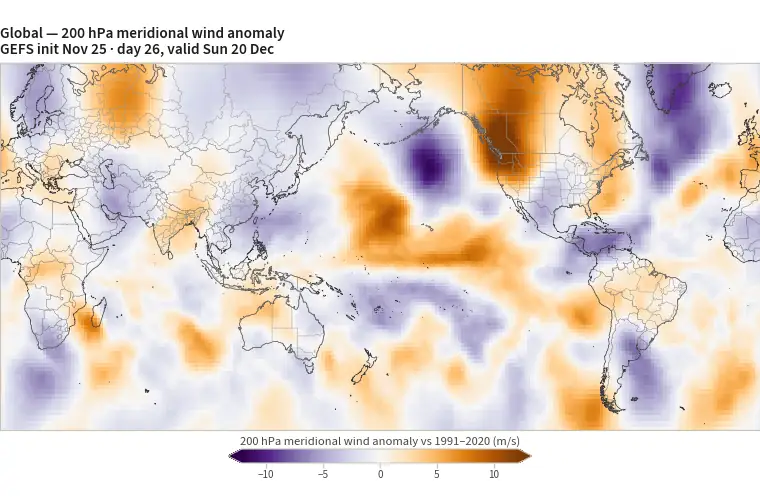 Global — 200 hPa meridional wind anomaly
GEFS init Nov 25 · day 26, valid Sun 20 Dec
200 hPa meridional wind anomaly vs 1991–2020 (m/s)
−10 −5 0 5 10